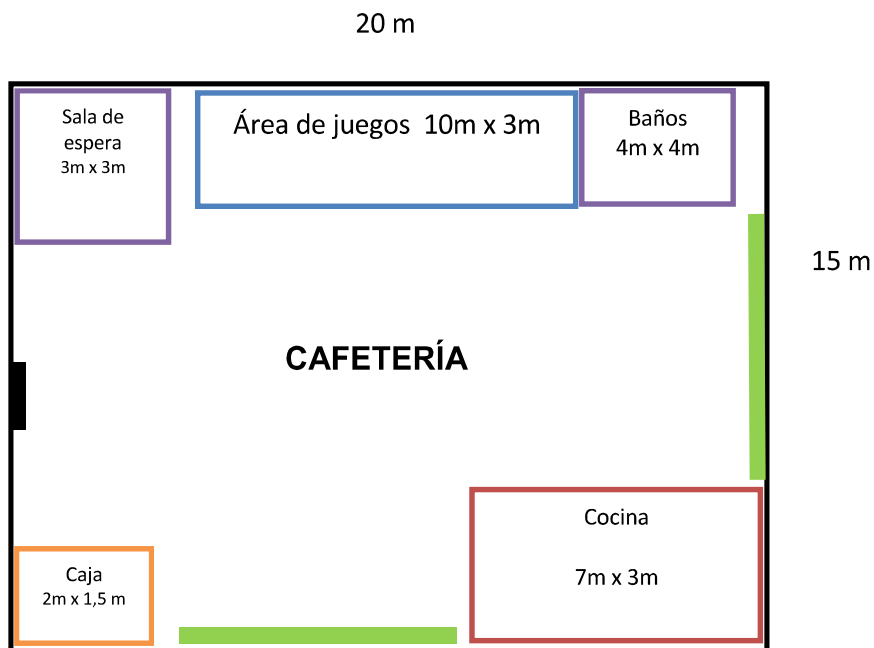 20 m
Sala de
espera
3m x 3m
Área de juegos  10m x 3m
Baños
4m x 4m
15 m
CAFETERÍA
Cocina
7m x 3m
Caja
2m x 1,5 m